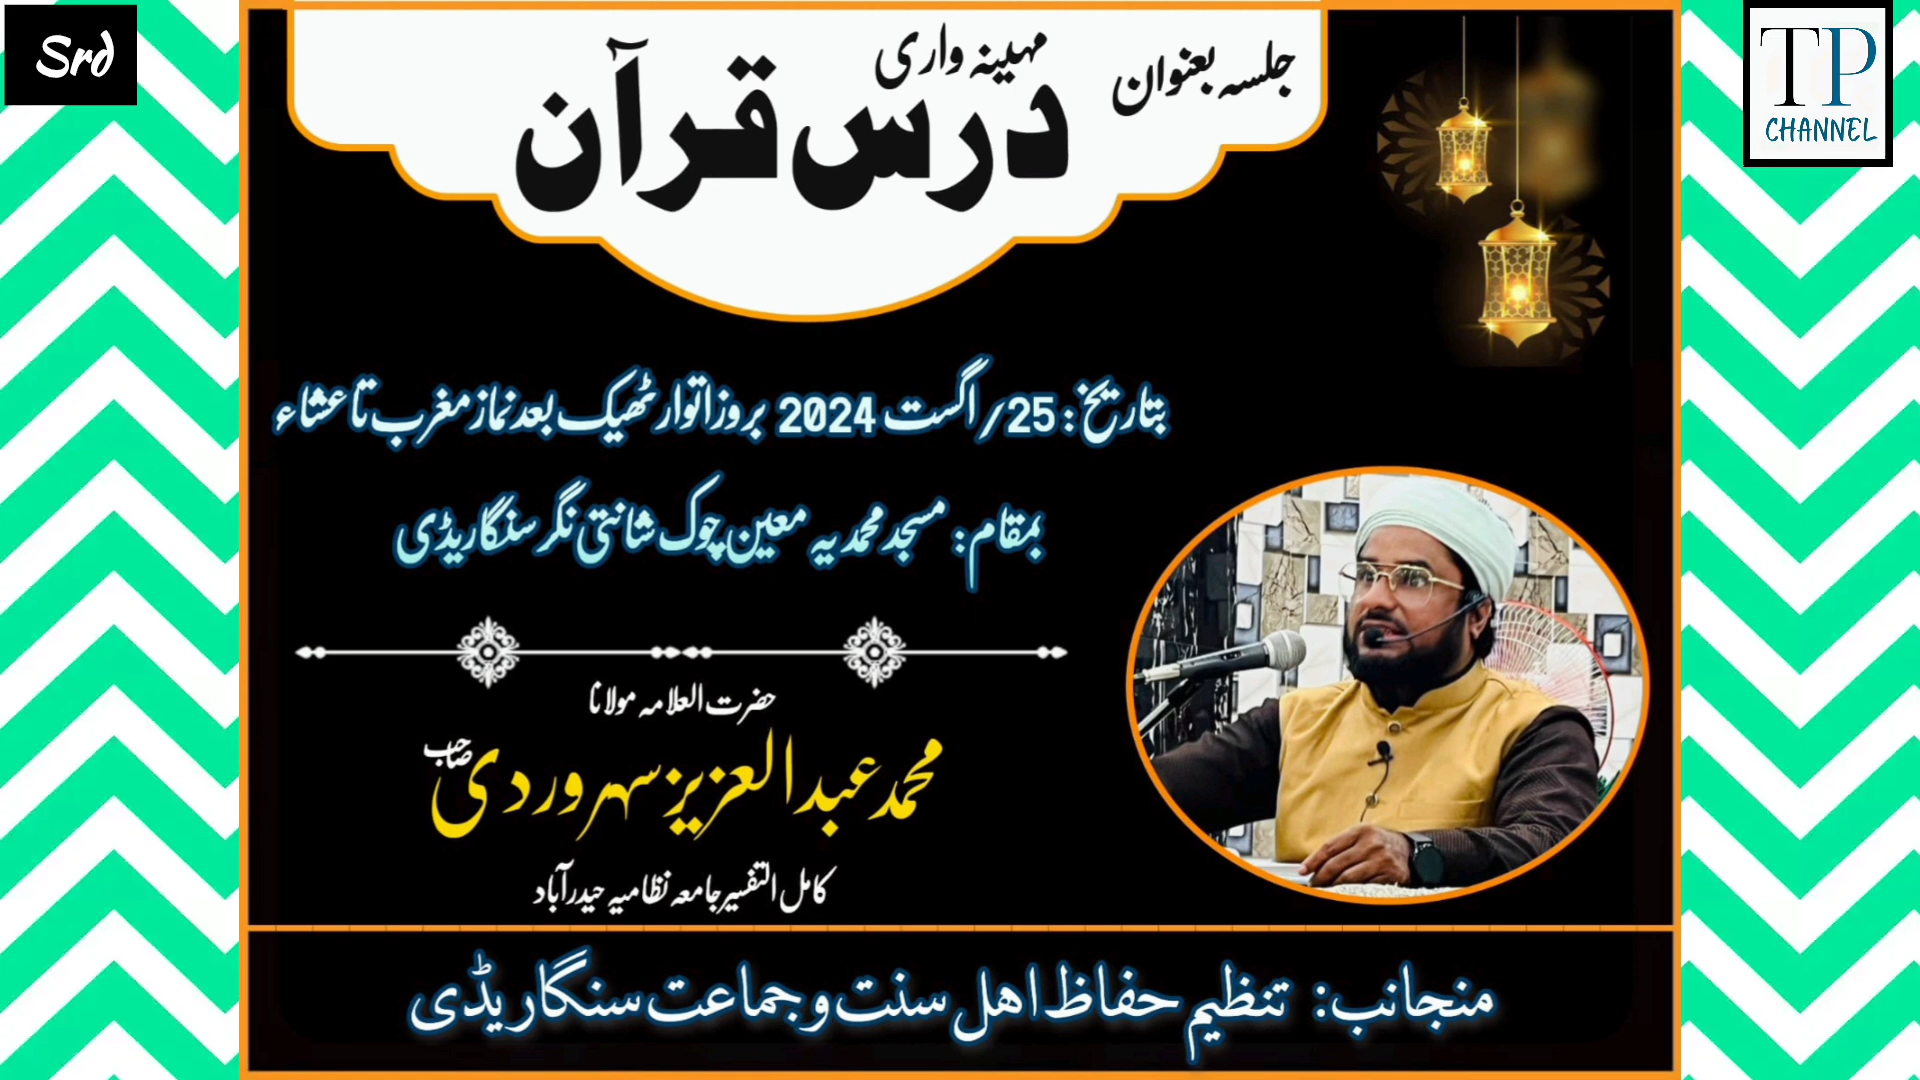 Srd
TP
CHANNEL
جلسہ بعنوان
مہینہ واری
درس قرآن
بتاریخ: 25/ اگست 2024 بروز اتوار ٹھیک بعد نماز مغرب تا عشاء
بمقام: مسجد محمدیہ معین چوک شانتی نگر سنگاریڈی
حضرت العلامہ مولانا
محمد عبدالعزیز سہروردی صاحب
کامل التفسیر جامعہ نظامیہ حیدرآباد
منجانب: تنظیم حفاظ اهل سنت و جماعت سنگاریڈی